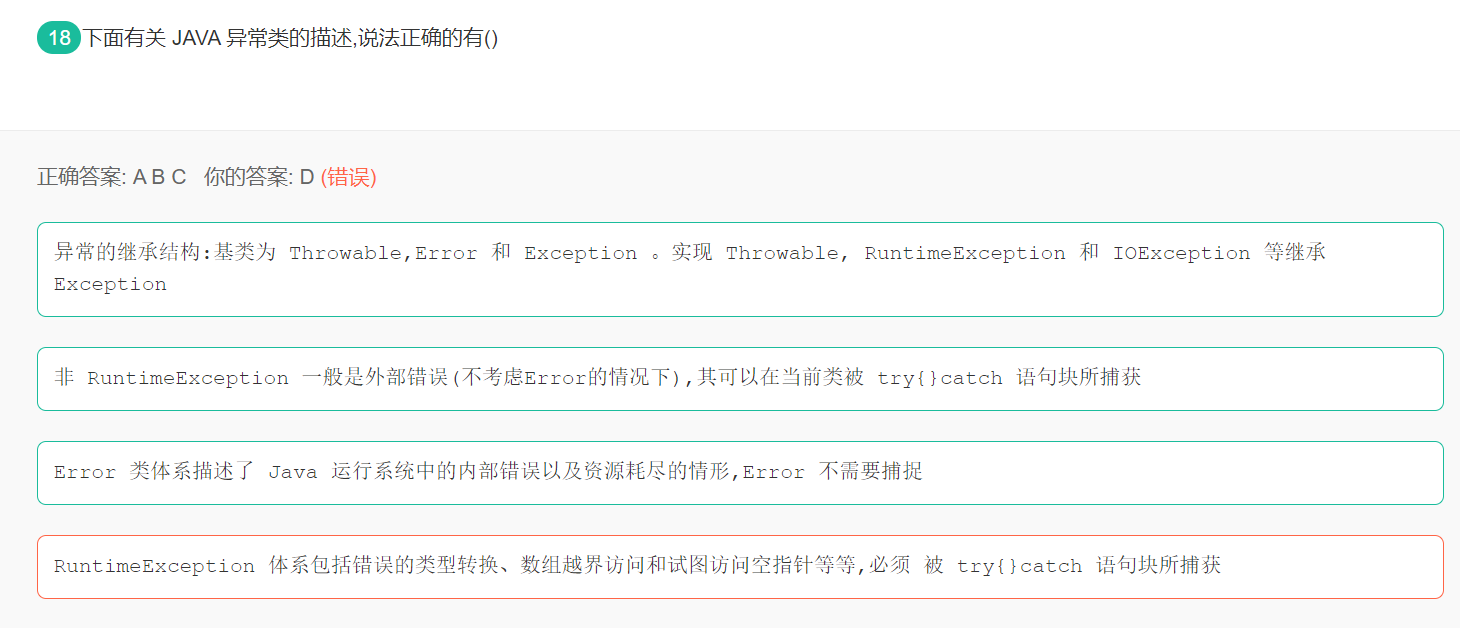 18 下面有关 JAVA 异常类的描述,说法正确的有()
正确答案: A B C 你的答案: D (错误)
异常的继承结构:基类为 Throwable,Error 和 Exception 。实现 Throwable, RuntimeException 和 IOException 等继承
Exception
非 RuntimeException 一般是外部错误(不考虑Error的情况下),其可以在当前类被 try{}catch 语句块所捕获
Error 类体系描述了 Java 运行系统中的内部错误以及资源耗尽的情形,Error 不需要捕捉
RuntimeException 体系包括错误的类型转换、数组越界访问和试图访问空指针等等,必须 被 try{}catch 语句块所捕获